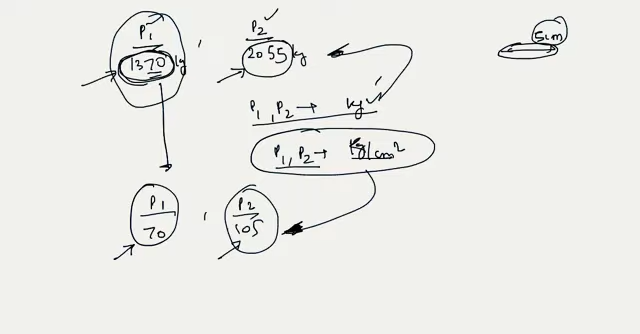 5cm
P1 , P2 ✓
1370 kg 2055 kg
P1, P2 → kg ✓
P1, P2 → kg/cm²
P1 , P2
70 105